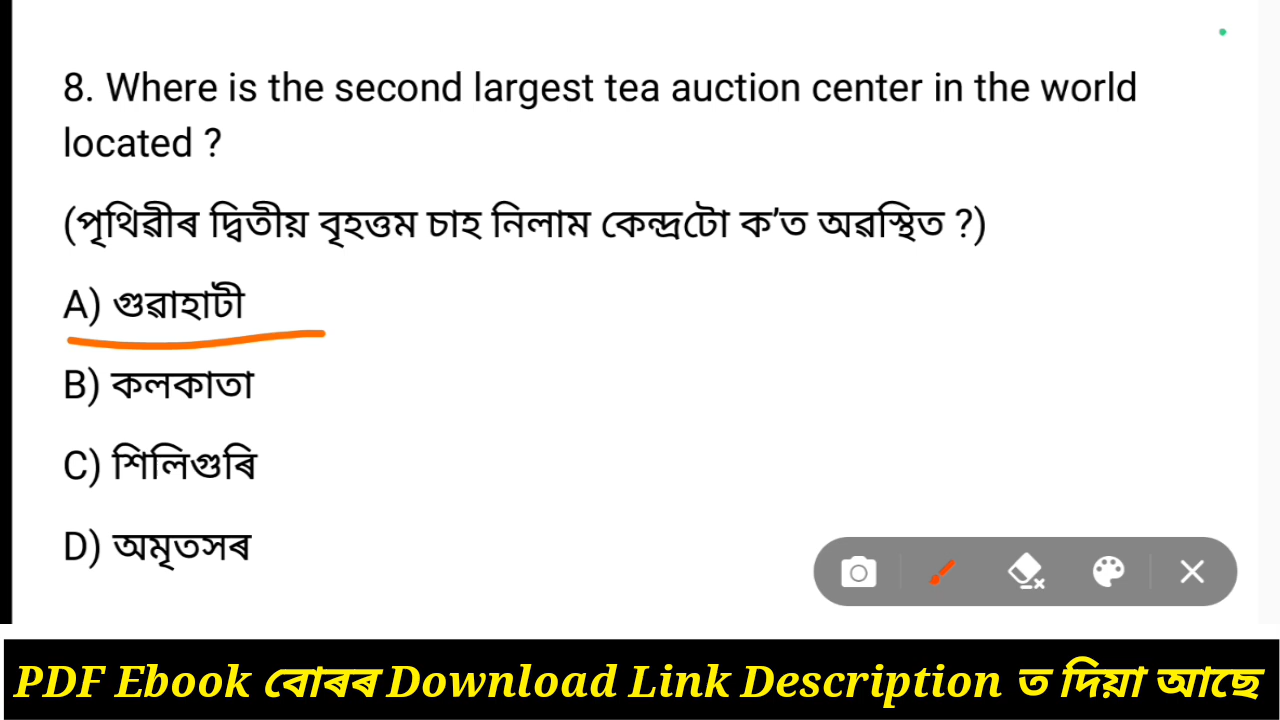 8. Where is the second largest tea auction center in the world
located ?
(পৃথিৱীৰ দ্বিতীয় বৃহত্তম চাহ নিলাম কেন্দ্ৰটো ক’ত অৱস্থিত ?)
A) গুৱাহাটী
B) কলকাতা
C) শিলিগুৰি
D) অমৃতসৰ
PDF Ebook বোৰৰ Download Link Description ত দিয়া আছে